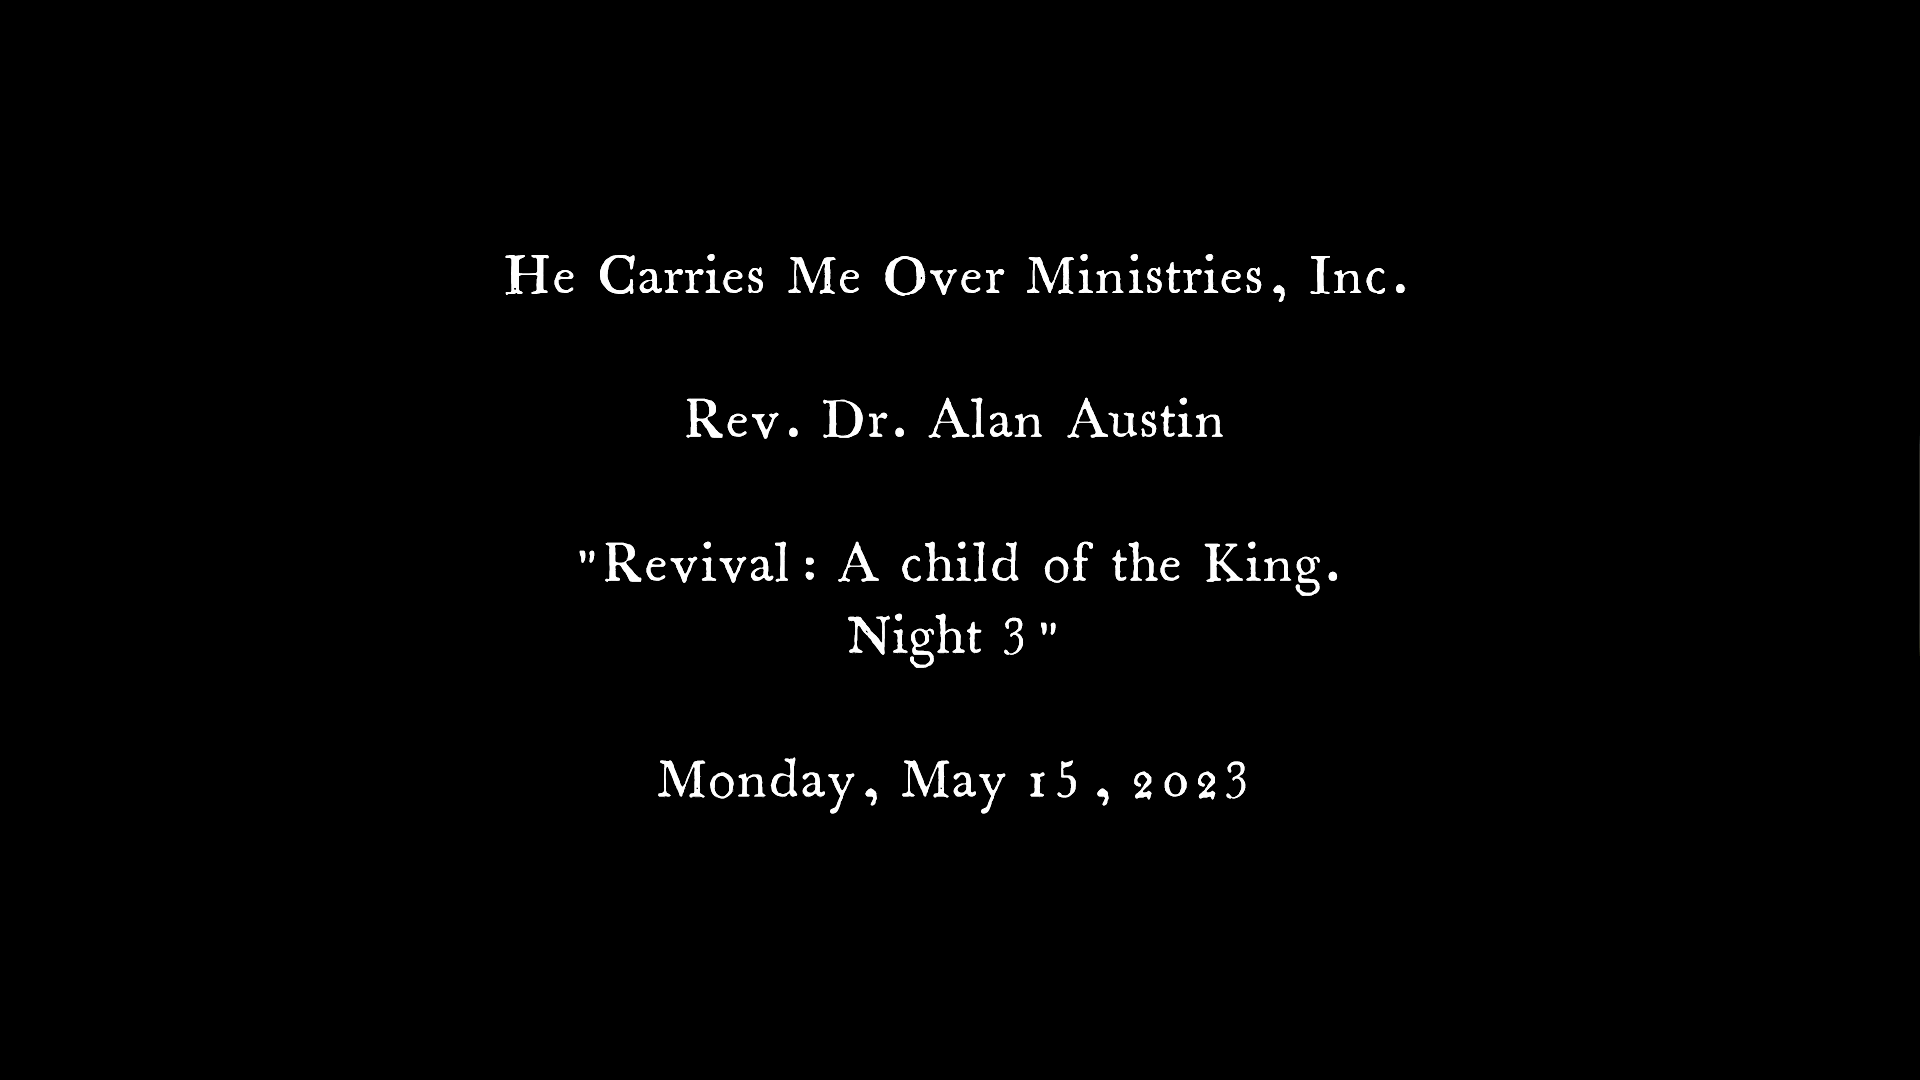 He Carries Me Over Ministries, Inc.
Rev. Dr. Alan Austin
"Revival: A child of the King.
Night 3"
Monday, May 15, 2023